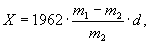 X = 1962 · (m₁ − m₂)/m₂ · d ,